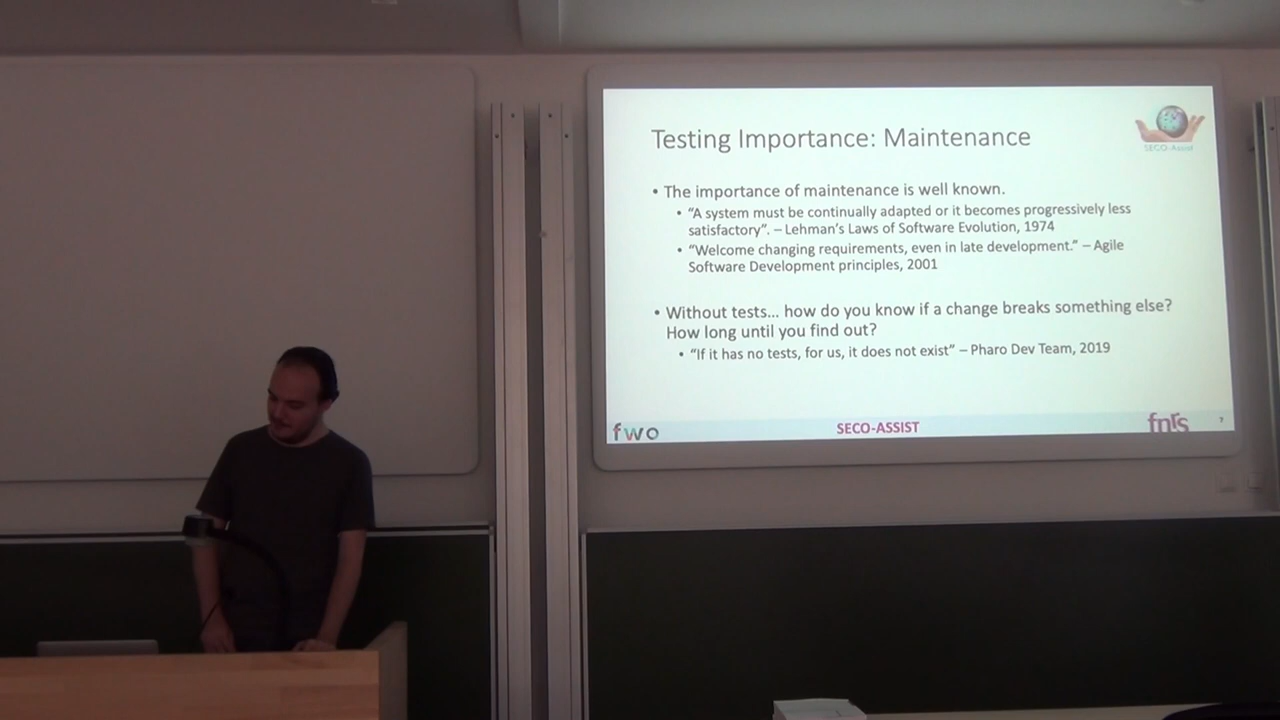 Testing Importance: Maintenance
SECO-Assist
• The importance of maintenance is well known.
• “A system must be continually adapted or it becomes progressively less
satisfactory”. – Lehman’s Laws of Software Evolution, 1974
• “Welcome changing requirements, even in late development.” – Agile
Software Development principles, 2001
• Without tests... how do you know if a change breaks something else?
How long until you find out?
• “If it has no tests, for us, it does not exist” – Pharo Dev Team, 2019
fwo
SECO-ASSIST
fnrs